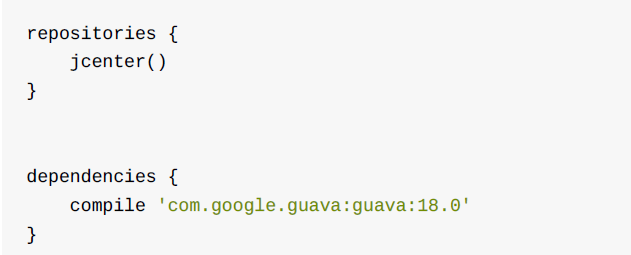 repositories {
    jcenter()
}
dependencies {
    compile 'com.google.guava:guava:18.0'
}